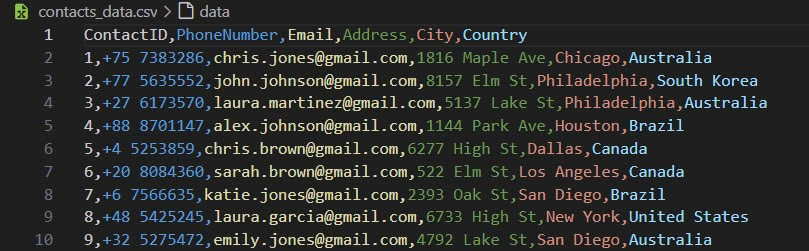 contacts_data.csv > data
1 ContactID,PhoneNumber,Email,Address,City,Country
2 1,+75 7383286,chris.jones@gmail.com,1816 Maple Ave,Chicago,Australia
3 2,+77 5635552,john.johnson@gmail.com,8157 Elm St,Philadelphia,South Korea
4 3,+27 6173570,laura.martinez@gmail.com,5137 Lake St,Philadelphia,Australia
5 4,+88 8701147,alex.johnson@gmail.com,1144 Park Ave,Houston,Brazil
6 5,+4 5253859,chris.brown@gmail.com,6277 High St,Dallas,Canada
7 6,+20 8084360,sarah.brown@gmail.com,522 Elm St,Los Angeles,Canada
8 7,+6 7566635,katie.jones@gmail.com,2393 Oak St,San Diego,Brazil
9 8,+48 5425245,laura.garcia@gmail.com,6733 High St,New York,United States
10 9,+32 5275472,emily.jones@gmail.com,4792 Lake St,San Diego,Australia